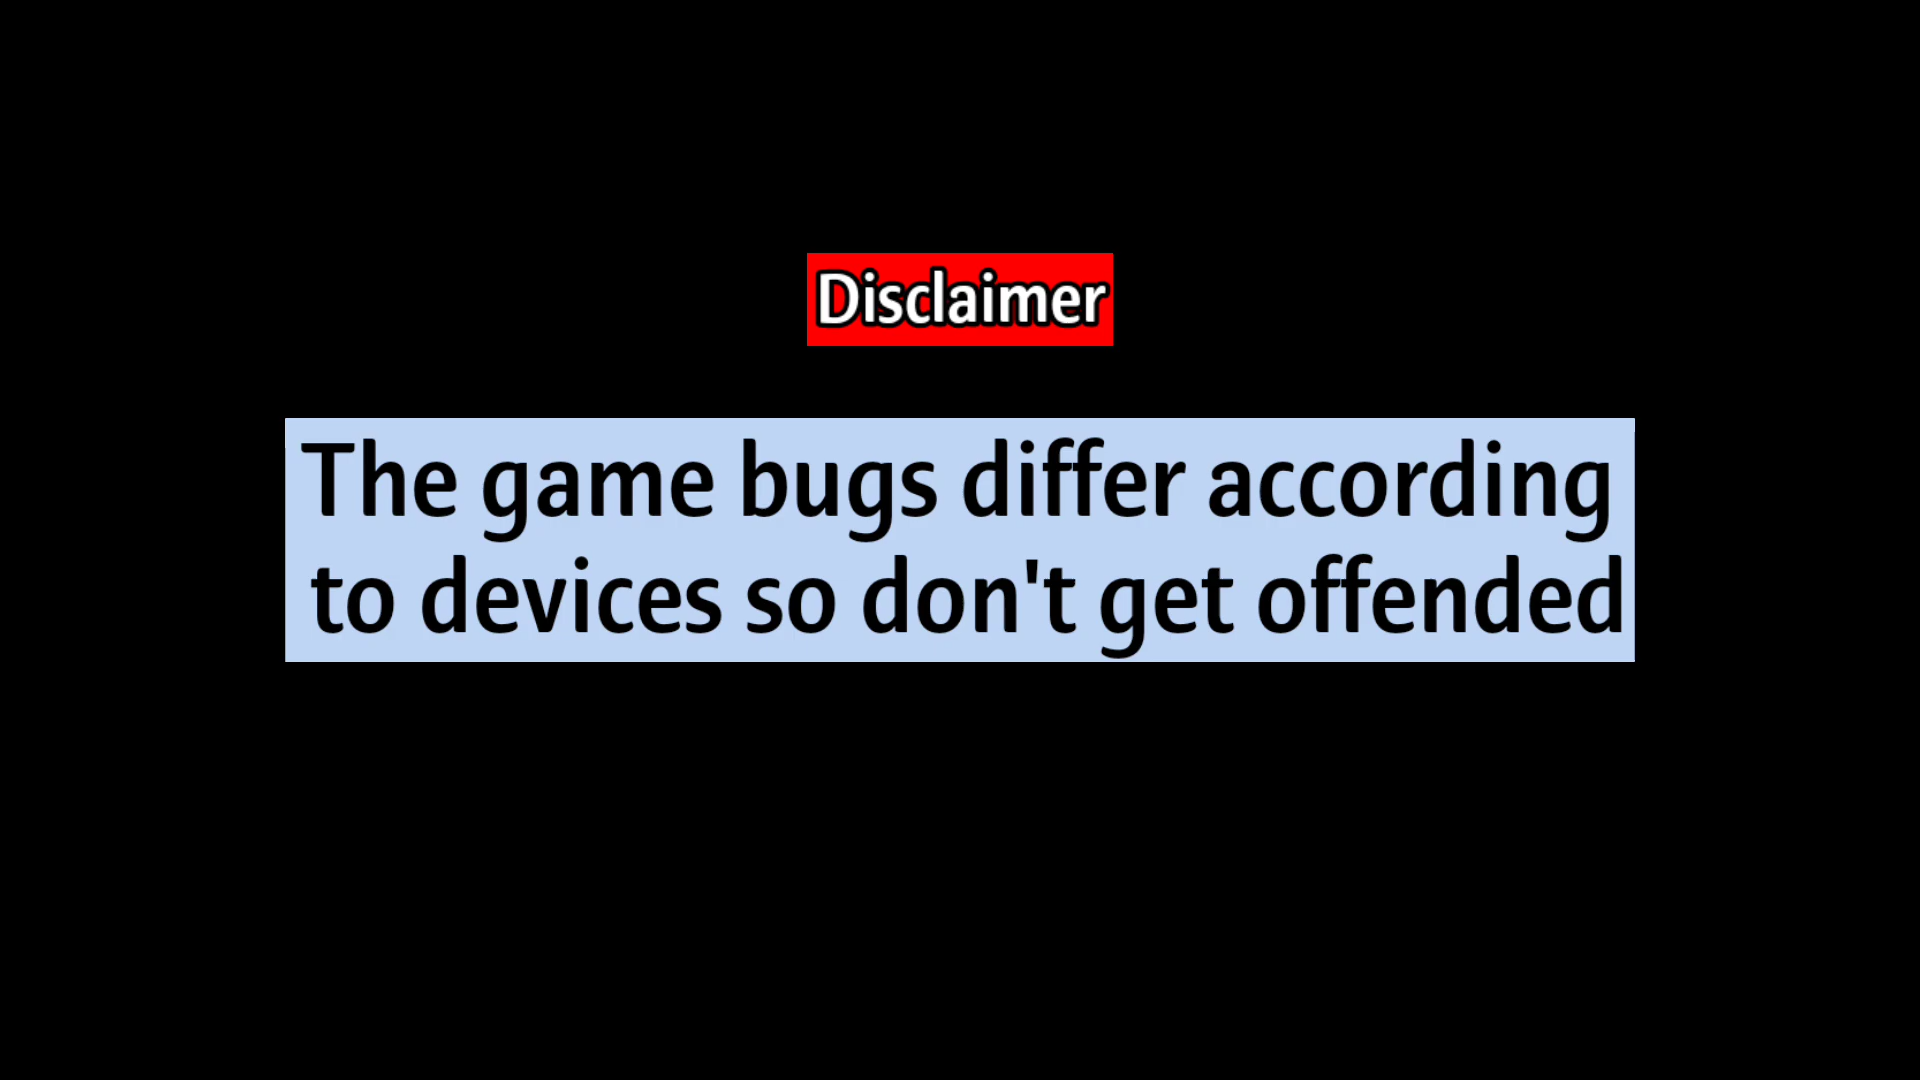 Disclaimer
The game bugs differ according
to devices so don't get offended